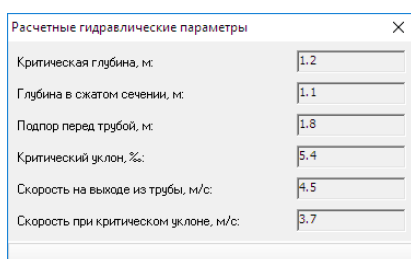 Расчетные гидравлические параметры
Критическая глубина, м: 1.2
Глубина в сжатом сечении, м: 1.1
Подпор перед трубой, м: 1.8
Критический уклон, ‰: 5.4
Скорость на выходе из трубы, м/с: 4.5
Скорость при критическом уклоне, м/с: 3.7